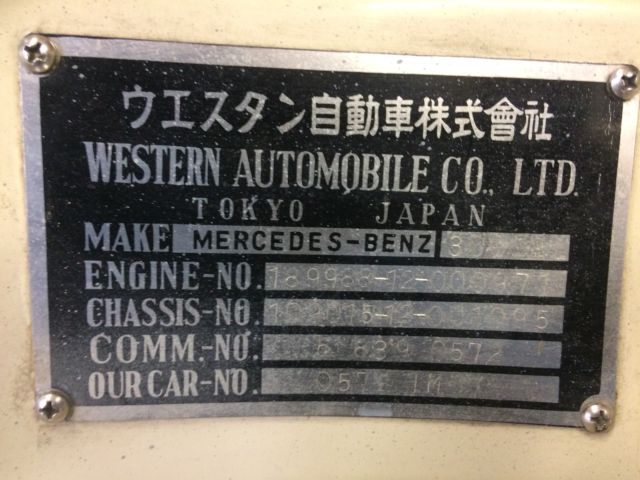 ウエスタン自動車株式會社
WESTERN AUTOMOBILE CO., LTD.
TOKYO JAPAN
MAKE MERCEDES-BENZ
ENGINE-NO.
CHASSIS-NO.
COMM.-NO.
OUR CAR-NO.